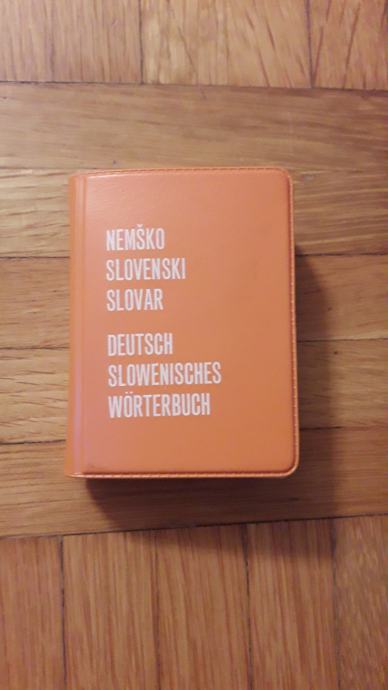 NEMŠKO
SLOVENSKI
SLOVAR
DEUTSCH
SLOWENISCHES
WÖRTERBUCH